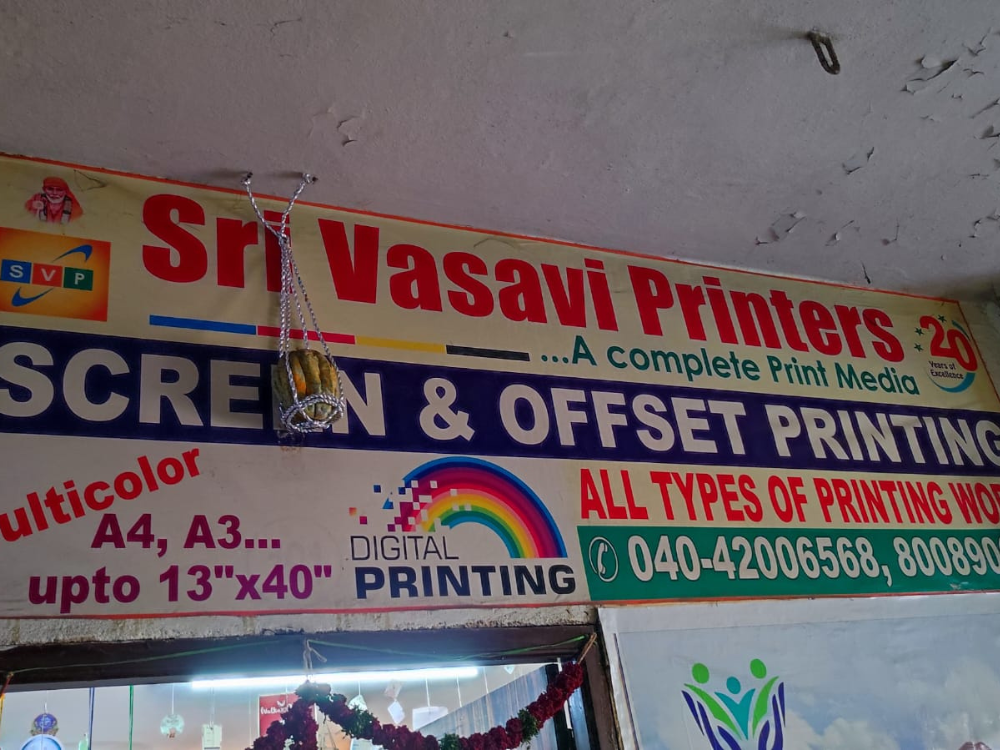 Sri Vasavi Printers
SVP
...A complete Print Media
20
Years of
Excellence
SCREEN & OFFSET PRINTING
ulticolor
A4, A3...
upto 13"x40"
DIGITAL
PRINTING
ALL TYPES OF PRINTING WO
040-42006568, 800890